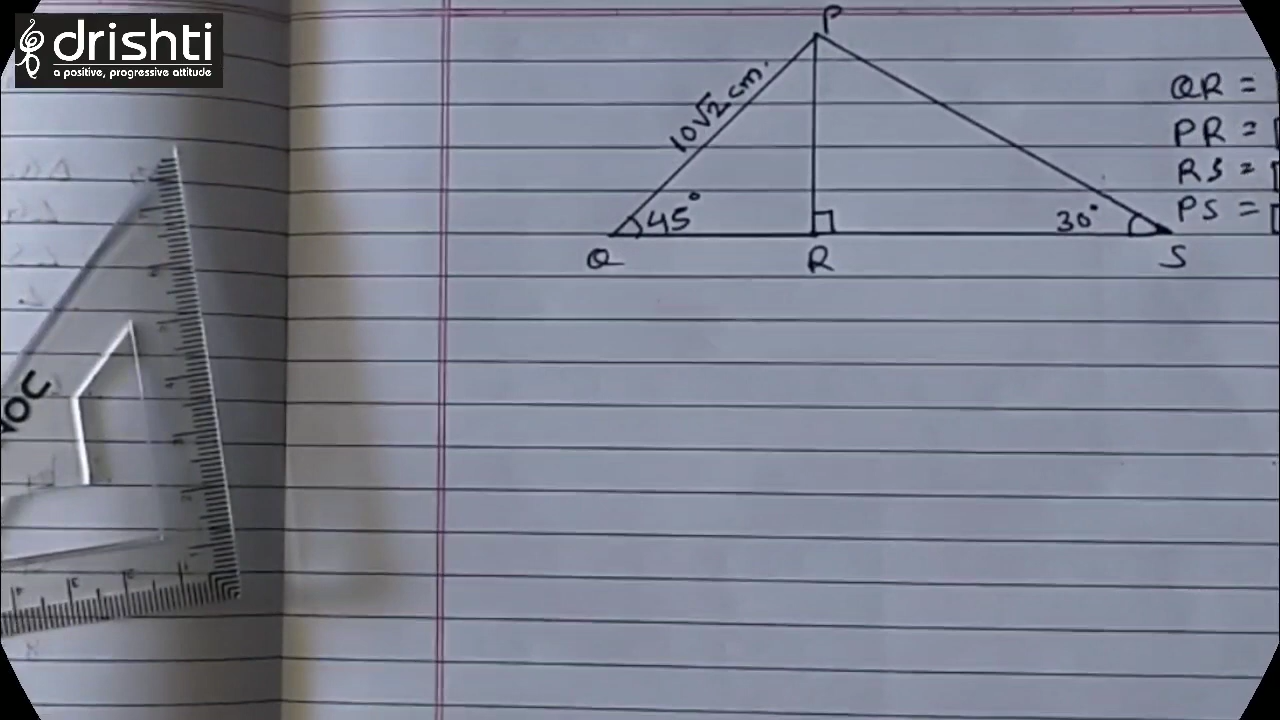 drishti
a positive, progressive attitude
P
10√2 cm.
45°
30°
Q
R
S
QR =
PR =
RS =
PS =